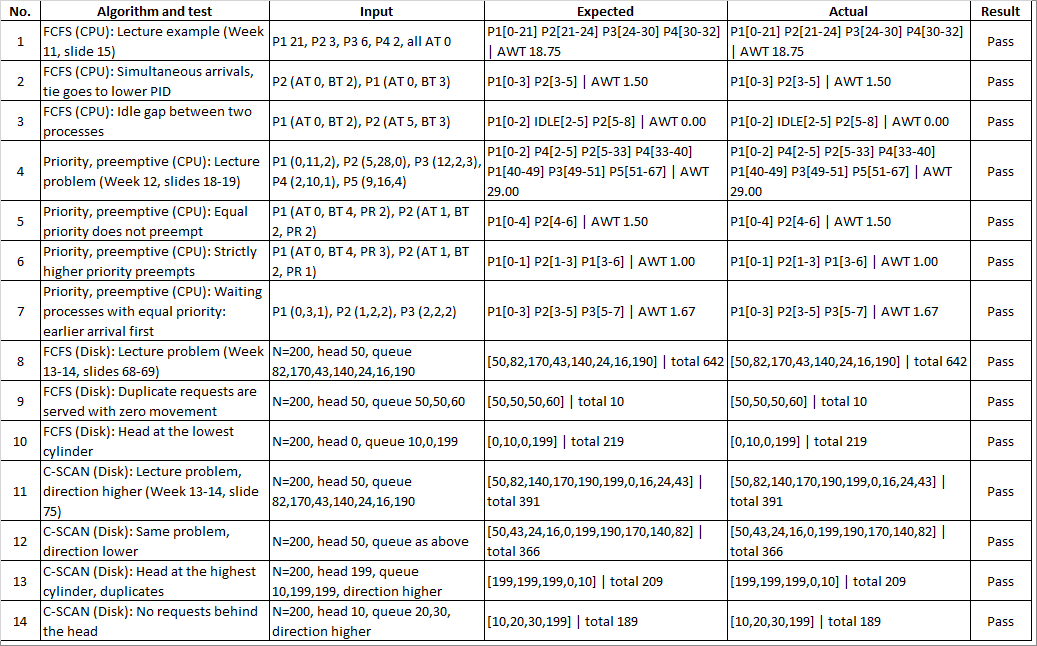 No. Algorithm and test Input Expected Actual Result
1 FCFS (CPU): Lecture example (Week 11, slide 15) P1 21, P2 3, P3 6, P4 2, all AT 0 P1[0-21] P2[21-24] P3[24-30] P4[30-32] | AWT 18.75 P1[0-21] P2[21-24] P3[24-30] P4[30-32] | AWT 18.75 Pass
2 FCFS (CPU): Simultaneous arrivals, tie goes to lower PID P2 (AT 0, BT 2), P1 (AT 0, BT 3) P1[0-3] P2[3-5] | AWT 1.50 P1[0-3] P2[3-5] | AWT 1.50 Pass
3 FCFS (CPU): Idle gap between two processes P1 (AT 0, BT 2), P2 (AT 5, BT 3) P1[0-2] IDLE[2-5] P2[5-8] | AWT 0.00 P1[0-2] IDLE[2-5] P2[5-8] | AWT 0.00 Pass
4 Priority, preemptive (CPU): Lecture problem (Week 12, slides 18-19) P1 (0,11,2), P2 (5,28,0), P3 (12,2,3), P4 (2,10,1), P5 (9,16,4) P1[0-2] P4[2-5] P2[5-33] P4[33-40] P1[40-49] P3[49-51] P5[51-67] | AWT 29.00 P1[0-2] P4[2-5] P2[5-33] P4[33-40] P1[40-49] P3[49-51] P5[51-67] | AWT 29.00 Pass
5 Priority, preemptive (CPU): Equal priority does not preempt P1 (AT 0, BT 4, PR 2), P2 (AT 1, BT 2, PR 2) P1[0-4] P2[4-6] | AWT 1.50 P1[0-4] P2[4-6] | AWT 1.50 Pass
6 Priority, preemptive (CPU): Strictly higher priority preempts P1 (AT 0, BT 4, PR 3), P2 (AT 1, BT 2, PR 1) P1[0-1] P2[1-3] P1[3-6] | AWT 1.00 P1[0-1] P2[1-3] P1[3-6] | AWT 1.00 Pass
7 Priority, preemptive (CPU): Waiting processes with equal priority: earlier arrival first P1 (0,3,1), P2 (1,2,2), P3 (2,2,2) P1[0-3] P2[3-5] P3[5-7] | AWT 1.67 P1[0-3] P2[3-5] P3[5-7] | AWT 1.67 Pass
8 FCFS (Disk): Lecture problem (Week 13-14, slides 68-69) N=200, head 50, queue 82,170,43,140,24,16,190 [50,82,170,43,140,24,16,190] | total 642 [50,82,170,43,140,24,16,190] | total 642 Pass
9 FCFS (Disk): Duplicate requests are served with zero movement N=200, head 50, queue 50,50,60 [50,50,50,60] | total 10 [50,50,50,60] | total 10 Pass
10 FCFS (Disk): Head at the lowest cylinder N=200, head 0, queue 10,0,199 [0,10,0,199] | total 219 [0,10,0,199] | total 219 Pass
11 C-SCAN (Disk): Lecture problem, direction higher (Week 13-14, slide 75) N=200, head 50, queue 82,170,43,140,24,16,190 [50,82,140,170,190,199,0,16,24,43] | total 391 [50,82,140,170,190,199,0,16,24,43] | total 391 Pass
12 C-SCAN (Disk): Same problem, direction lower N=200, head 50, queue as above [50,43,24,16,0,199,190,170,140,82] | total 366 [50,43,24,16,0,199,190,170,140,82] | total 366 Pass
13 C-SCAN (Disk): Head at the highest cylinder, duplicates N=200, head 199, queue 10,199,199, direction higher [199,199,199,0,10] | total 209 [199,199,199,0,10] | total 209 Pass
14 C-SCAN (Disk): No requests behind the head N=200, head 10, queue 20,30, direction higher [10,20,30,199] | total 189 [10,20,30,199] | total 189 Pass